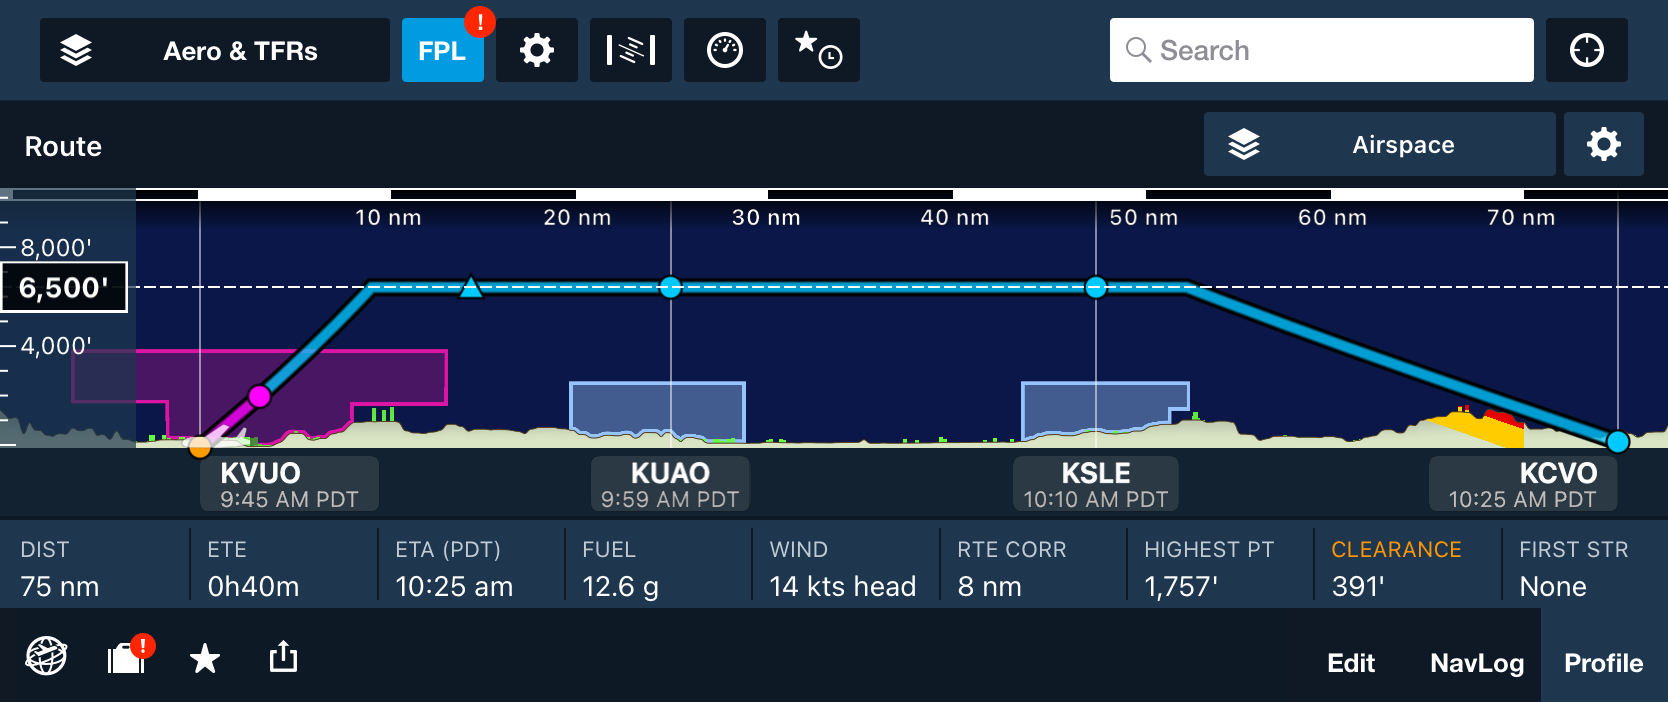 Aero & TFRs
FPL
!
Search
Route
Airspace
10 nm 20 nm 30 nm 40 nm 50 nm 60 nm 70 nm
8,000'
6,500'
4,000'
KVUO KUAO KSLE KCVO
9:45 AM PDT 9:59 AM PDT 10:10 AM PDT 10:25 AM PDT
DIST ETE ETA (PDT) FUEL WIND RTE CORR HIGHEST PT CLEARANCE FIRST STR
75 nm 0h40m 10:25 am 12.6 g 14 kts head 8 nm 1,757' 391' None
!
Edit NavLog Profile